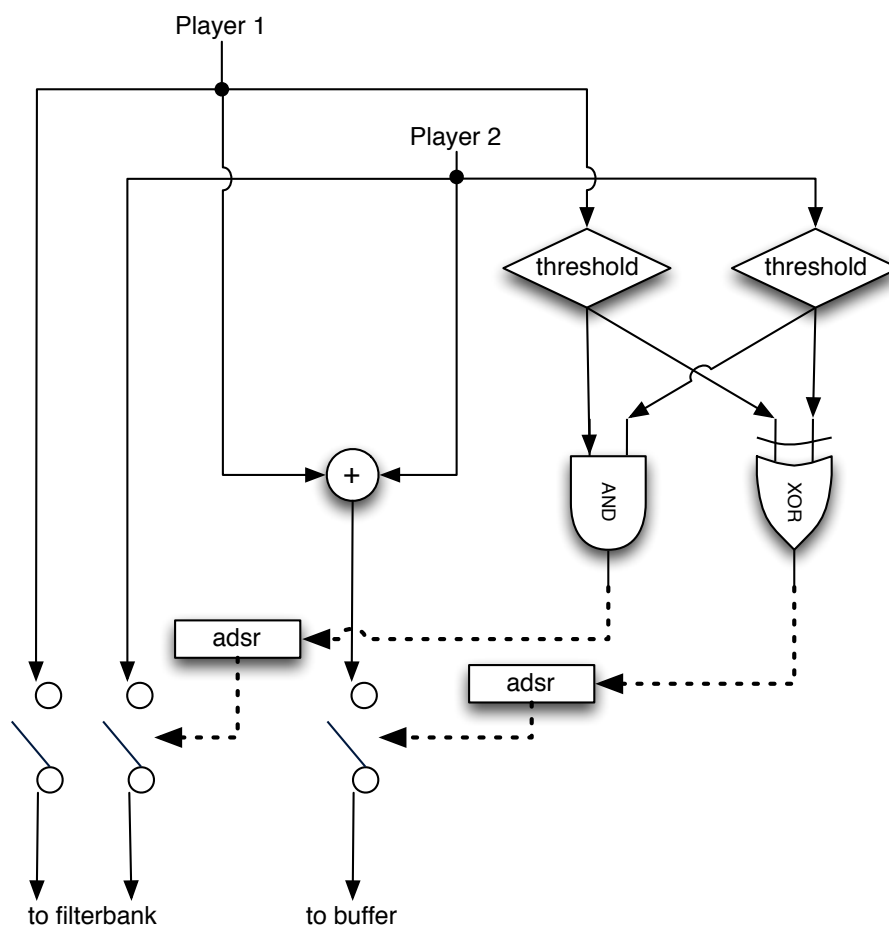 Player 1
Player 2
threshold
threshold
+
AND
XOR
adsr
adsr
to filterbank
to buffer